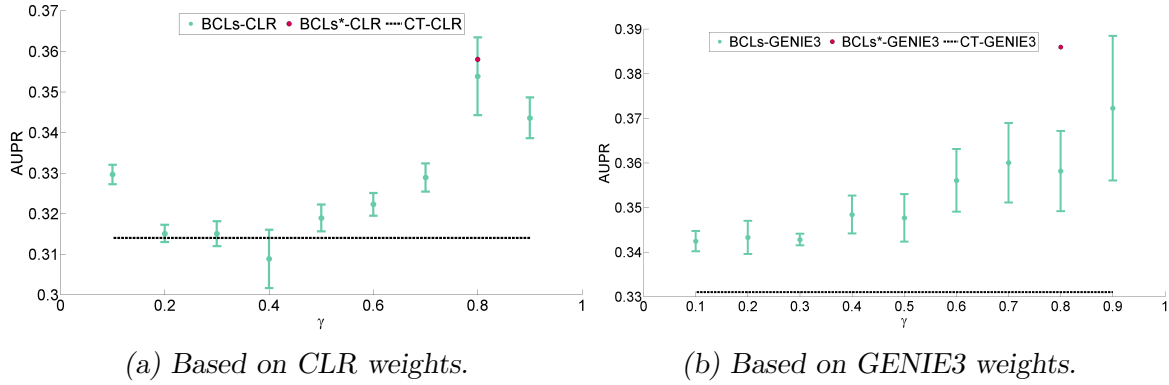 0.37
BCLs-CLR BCLs*-CLR CT-CLR
0.36
0.35
0.34
0.33
0.32
0.31
0.3
AUPR
0 0.2 0.4 0.6 0.8 1
γ
(a) Based on CLR weights.
0.39
BCLs-GENIE3 BCLs*-GENIE3 CT-GENIE3
0.38
0.37
0.36
0.35
0.34
0.33
AUPR
0 0.1 0.2 0.3 0.4 0.5 0.6 0.7 0.8 0.9 1
γ
(b) Based on GENIE3 weights.